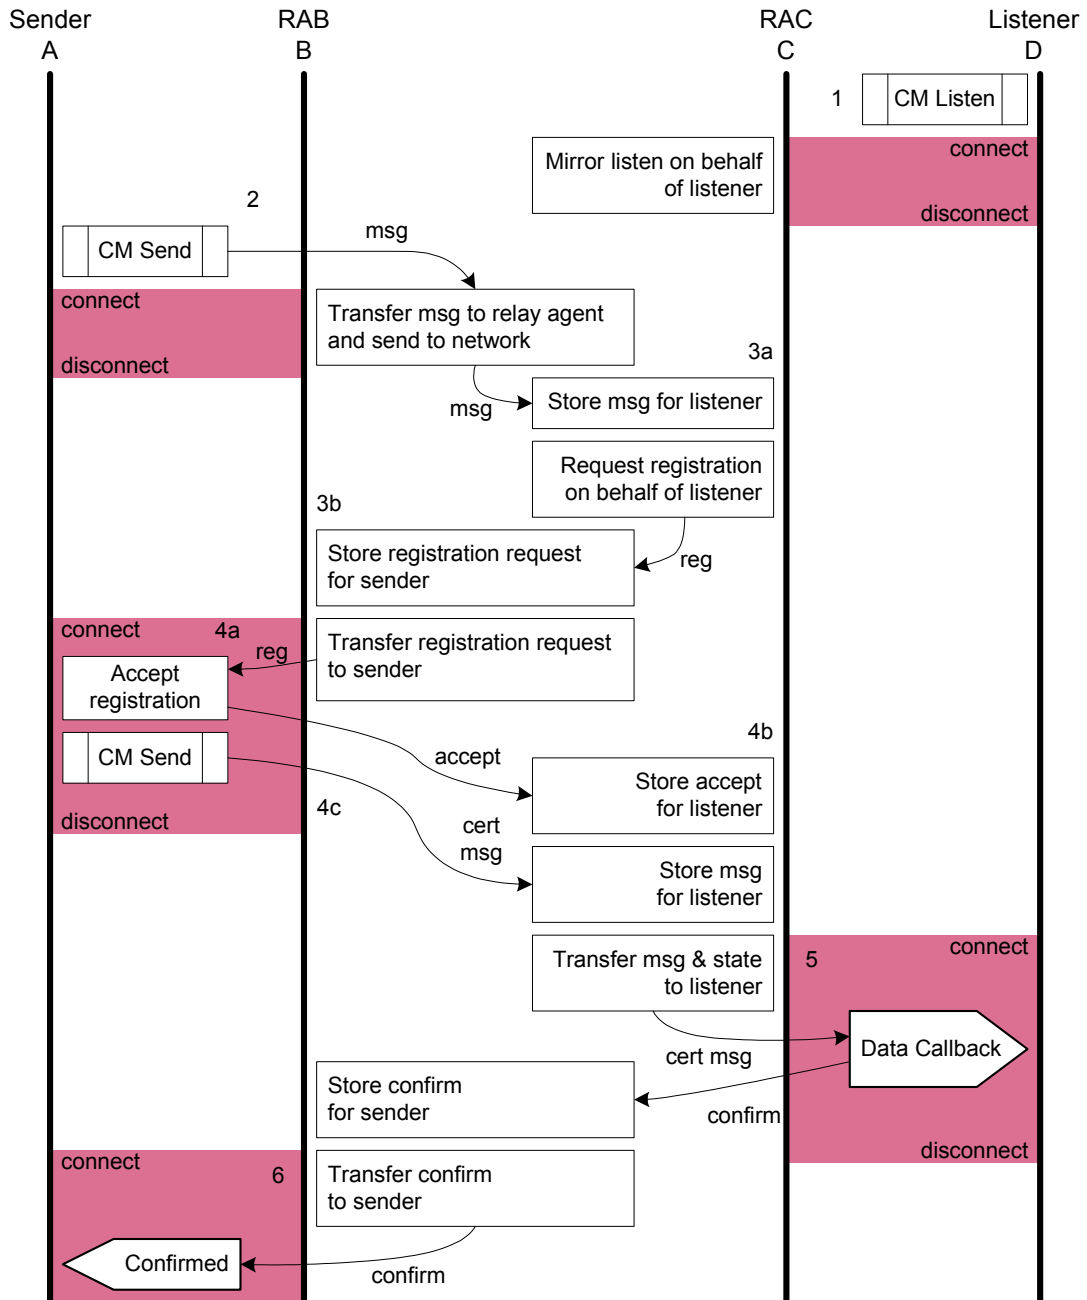 Sender
RAB
RAC
Listener
A
B
C
D
1
CM Listen
connect
Mirror listen on behalf
of listener
disconnect
2
msg
CM Send
connect
Transfer msg to relay agent
and send to network
disconnect
3a
msg
Store msg for listener
Request registration
on behalf of listener
3b
Store registration request
for sender
reg
connect
4a
Transfer registration request
to sender
reg
Accept
registration
4b
CM Send
accept
Store accept
for listener
disconnect
4c
cert
msg
Store msg
for listener
connect
5
Transfer msg & state
to listener
Data Callback
cert msg
Store confirm
for sender
confirm
disconnect
connect
6
Transfer confirm
to sender
Confirmed
confirm